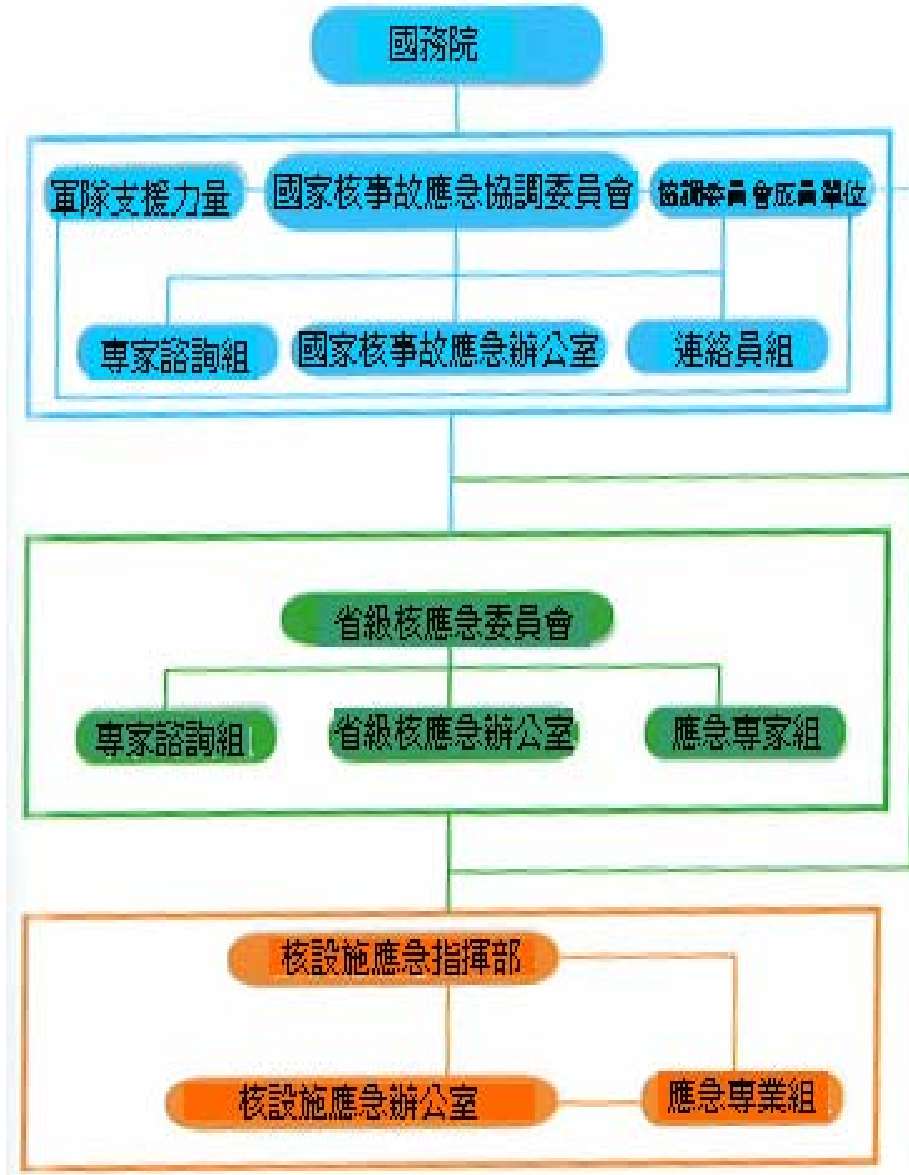 國務院
軍隊支援力量
國家核事故應急協調委員會
協調委員會成員單位
專家諮詢組
國家核事故應急辦公室
連絡員組
省級核應急委員會
專家諮詢組
省級核應急辦公室
應急專家組
核設施應急指揮部
核設施應急辦公室
應急專業組